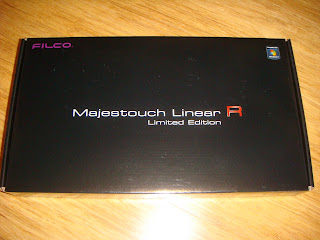 FILCO
Majestouch Linear R
Limited Edition